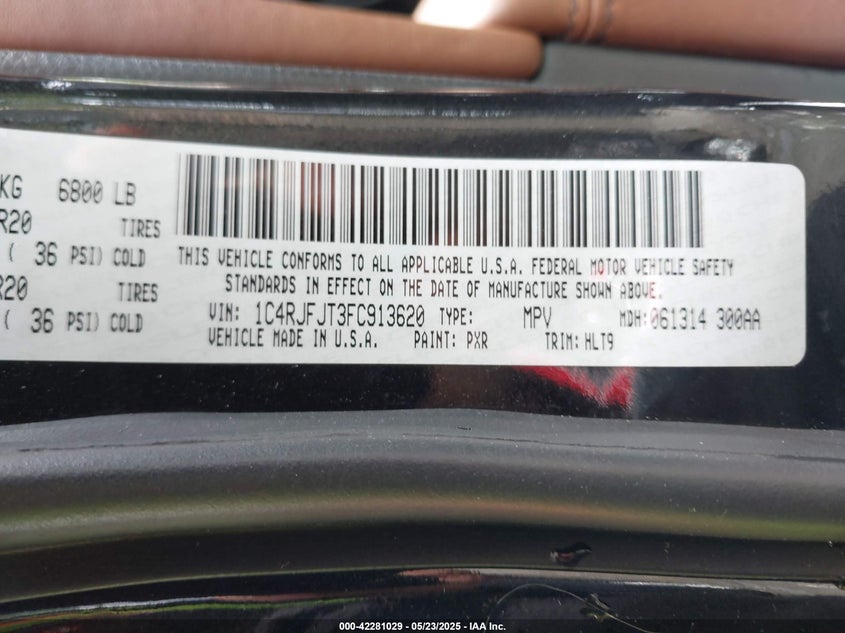 KG 6800 LB
R20 TIRES
( 36 PSI) COLD
R20 TIRES
( 36 PSI) COLD
THIS VEHICLE CONFORMS TO ALL APPLICABLE U.S.A. FEDERAL MOTOR VEHICLE SAFETY
STANDARDS IN EFFECT ON THE DATE OF MANUFACTURE SHOWN ABOVE.
VIN: 1C4RJFJT3FC913620 TYPE: MPV MDH:061314 300AA
VEHICLE MADE IN U.S.A. PAINT: PXR TRIM: HLT9
000-42281029 - 05/23/2025 - IAA Inc.